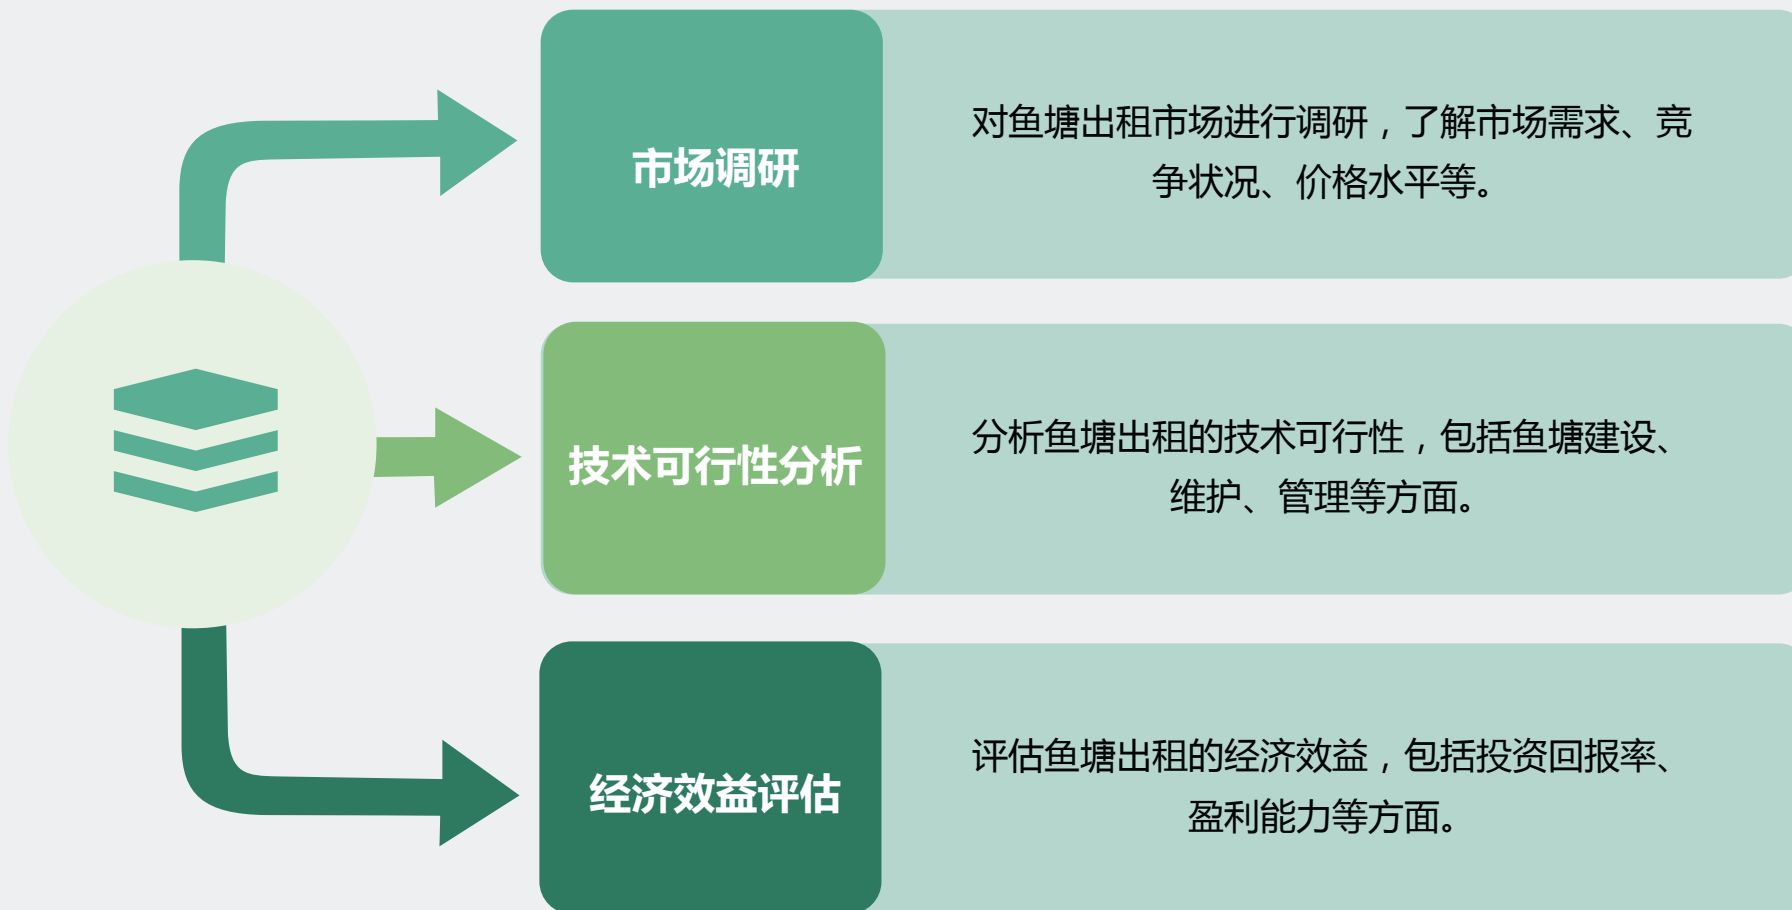 市场调研
对鱼塘出租市场进行调研，了解市场需求、竞
争状况、价格水平等。
技术可行性分析
分析鱼塘出租的技术可行性，包括鱼塘建设、
维护、管理等方面。
经济效益评估
评估鱼塘出租的经济效益，包括投资回报率、
盈利能力等方面。